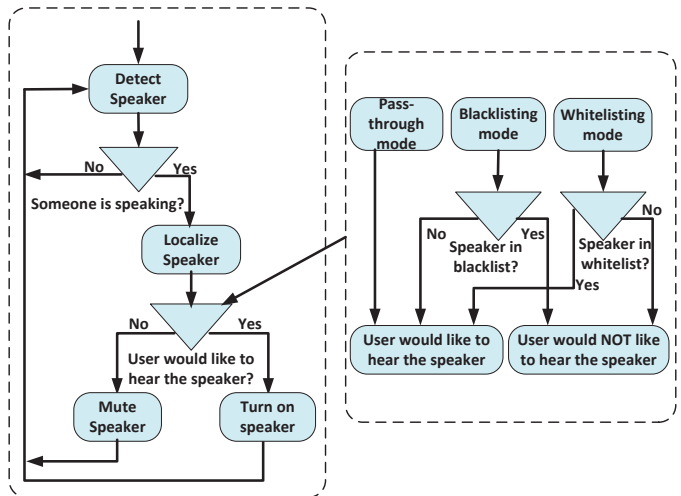 Detect
Speaker
No
Yes
Someone is speaking?
Localize
Speaker
No
Yes
User would like to
hear the speaker?
Mute
Speaker
Turn on
speaker
Pass-
through
mode
Blacklisting
mode
Whitelisting
mode
No
Yes
Speaker in
blacklist?
No
Speaker in
whitelist?
Yes
User would like to
hear the speaker
User would NOT like
to hear the speaker